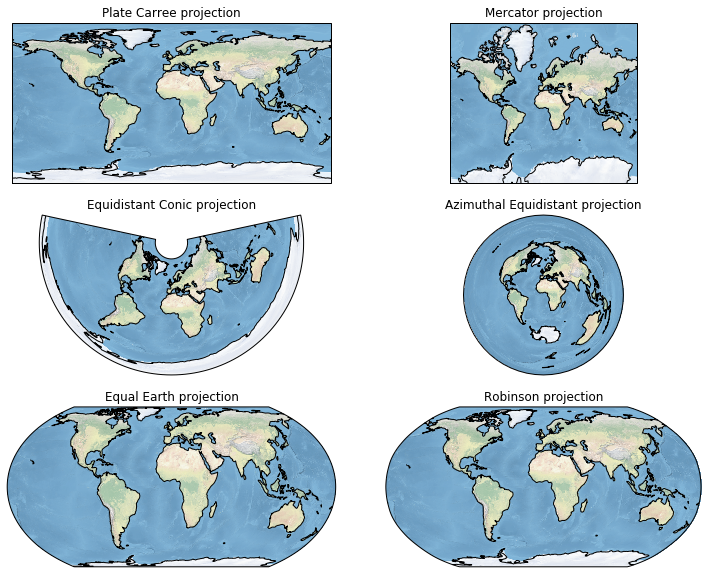 Plate Carree projection
Mercator projection
Equidistant Conic projection
Azimuthal Equidistant projection
Equal Earth projection
Robinson projection